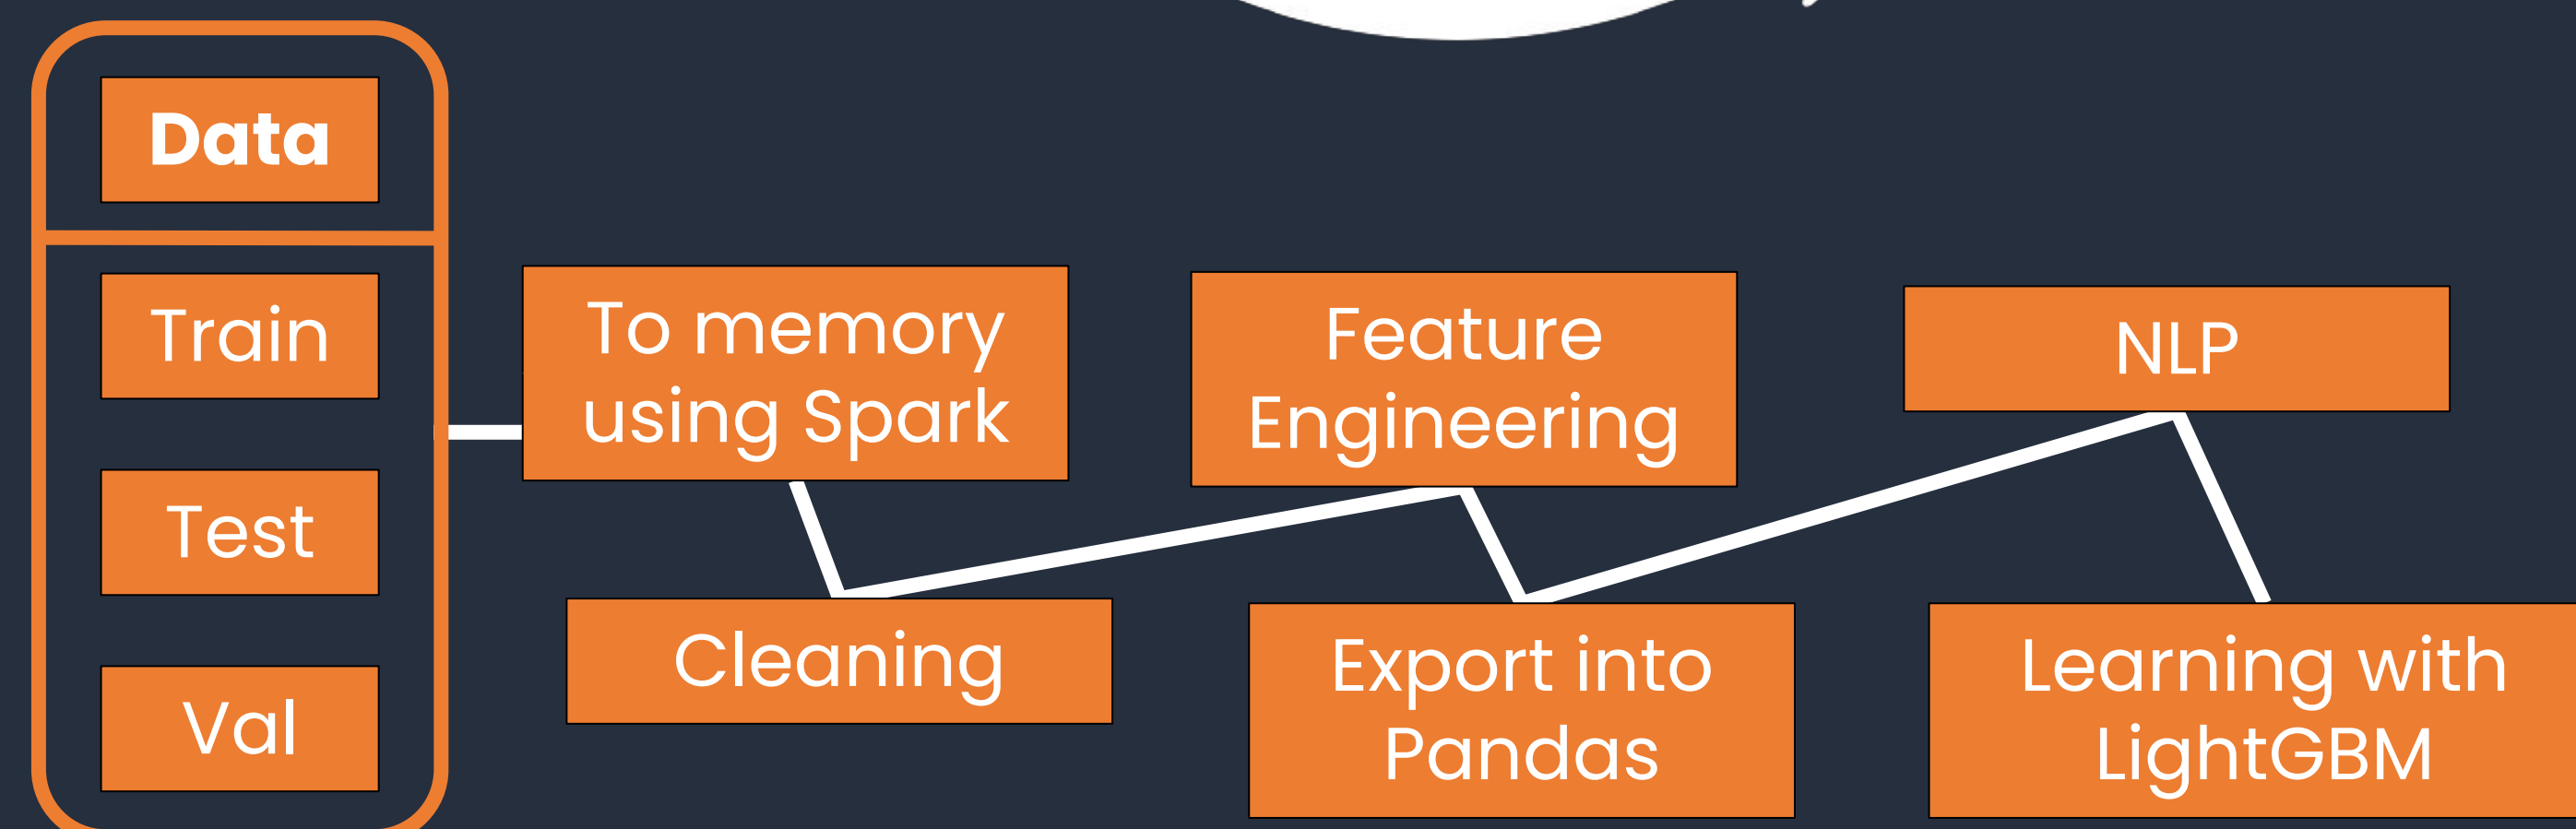 Data
Train
Test
Val
To memory
using Spark
Cleaning
Feature
Engineering
Export into
Pandas
NLP
Learning with
LightGBM